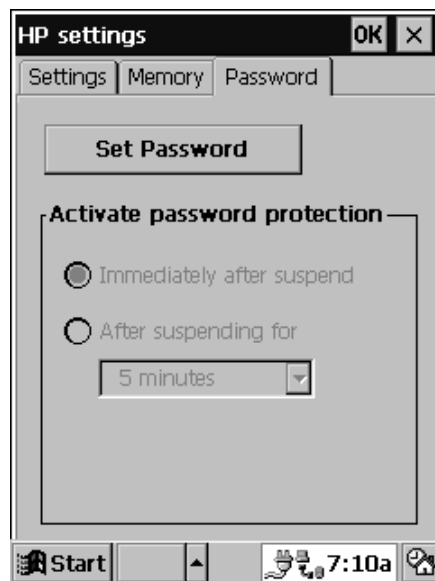 HP settings OK ×
Settings Memory Password
Set Password
Activate password protection
Immediately after suspend
After suspending for
5 minutes
Start 7:10a